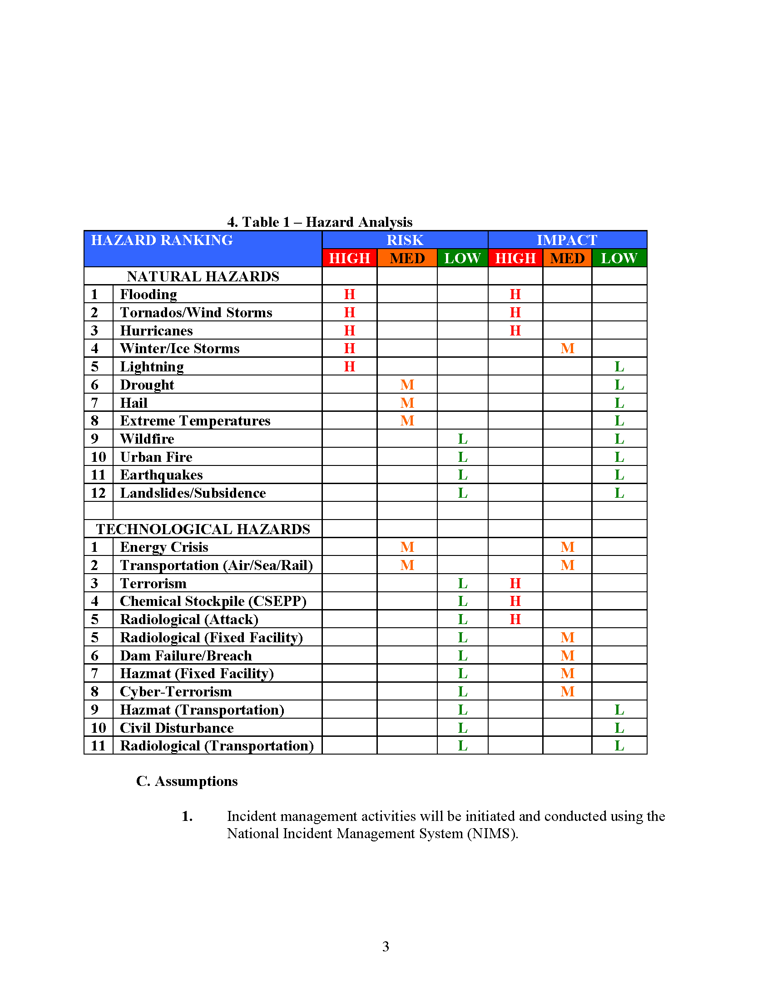 4. Table 1 – Hazard Analysis
HAZARD RANKING RISK IMPACT
HIGH MED LOW HIGH MED LOW
NATURAL HAZARDS
1 Flooding H H
2 Tornados/Wind Storms H H
3 Hurricanes H H
4 Winter/Ice Storms H M
5 Lightning H L
6 Drought M L
7 Hail M L
8 Extreme Temperatures M L
9 Wildfire L L
10 Urban Fire L L
11 Earthquakes L L
12 Landslides/Subsidence L L
TECHNOLOGICAL HAZARDS
1 Energy Crisis M M
2 Transportation (Air/Sea/Rail) M M
3 Terrorism L H
4 Chemical Stockpile (CSEPP) L H
5 Radiological (Attack) L H
5 Radiological (Fixed Facility) L M
6 Dam Failure/Breach L M
7 Hazmat (Fixed Facility) L M
8 Cyber-Terrorism L M
9 Hazmat (Transportation) L L
10 Civil Disturbance L L
11 Radiological (Transportation) L L
C. Assumptions
1. Incident management activities will be initiated and conducted using the
National Incident Management System (NIMS).
3